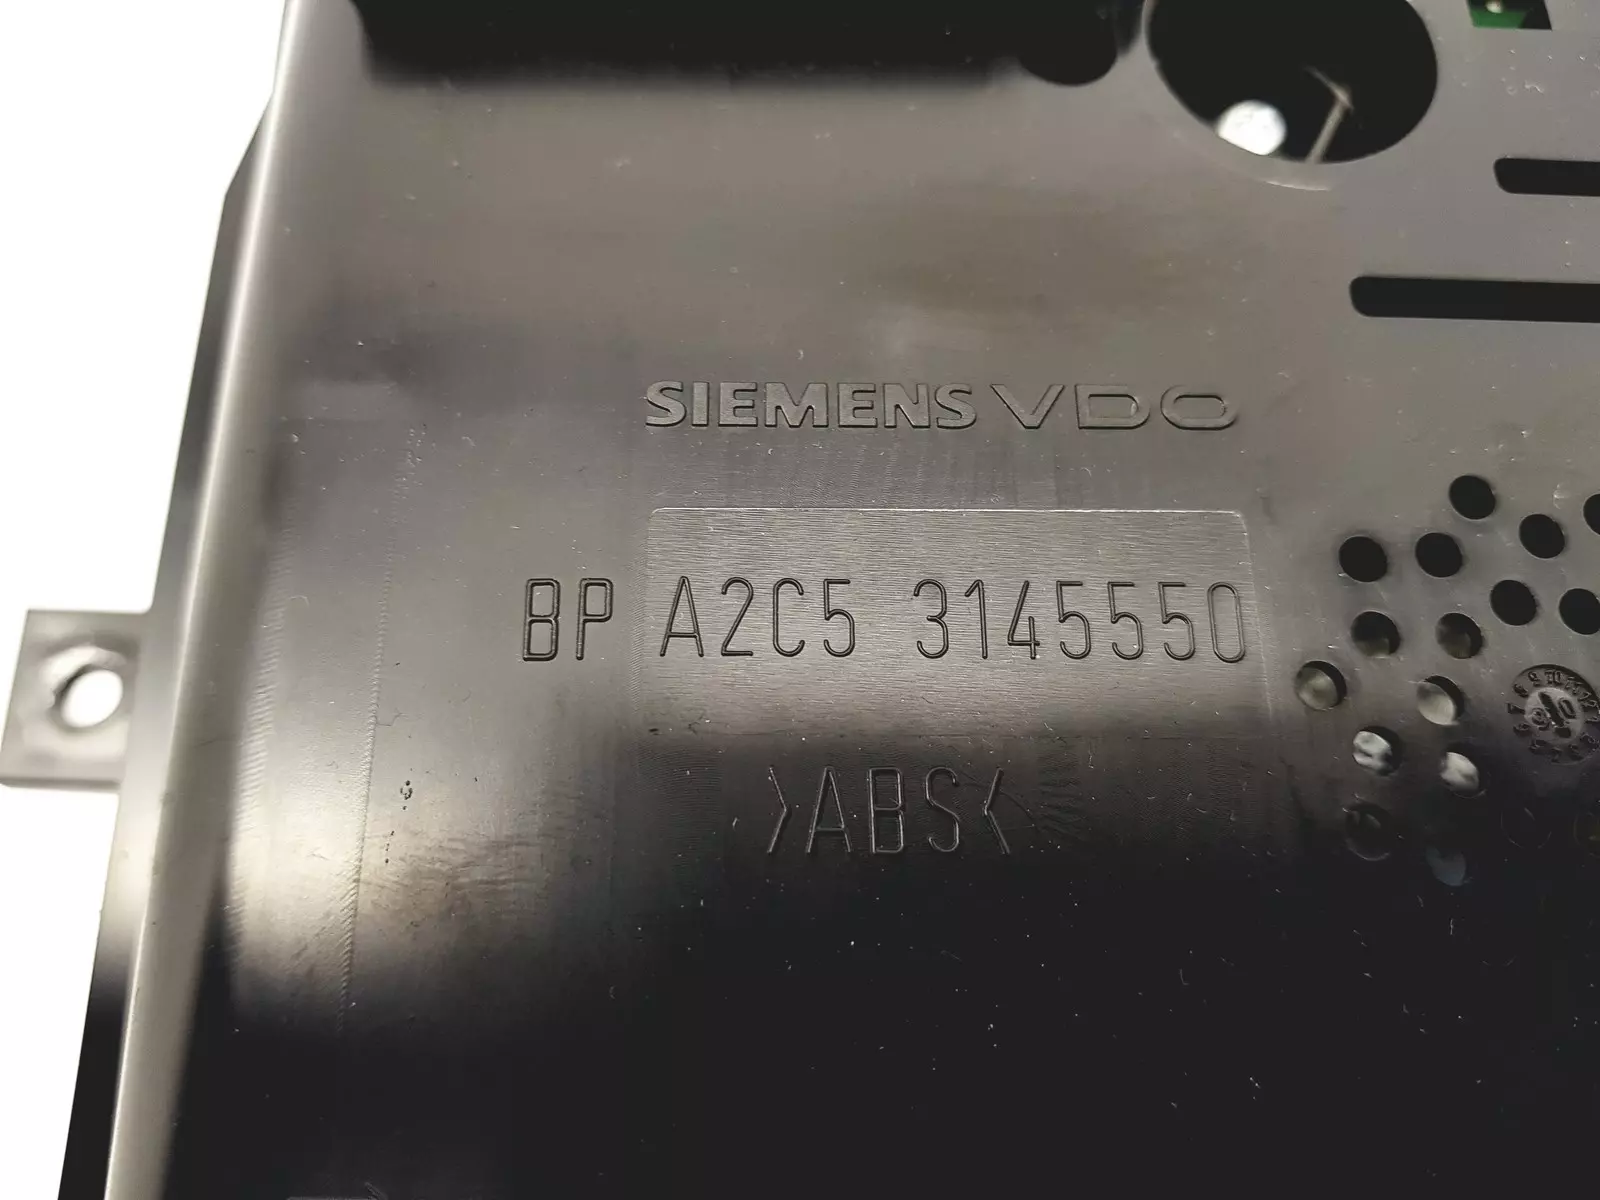 SIEMENS VDO
BP A2C5 3145550
>ABS<